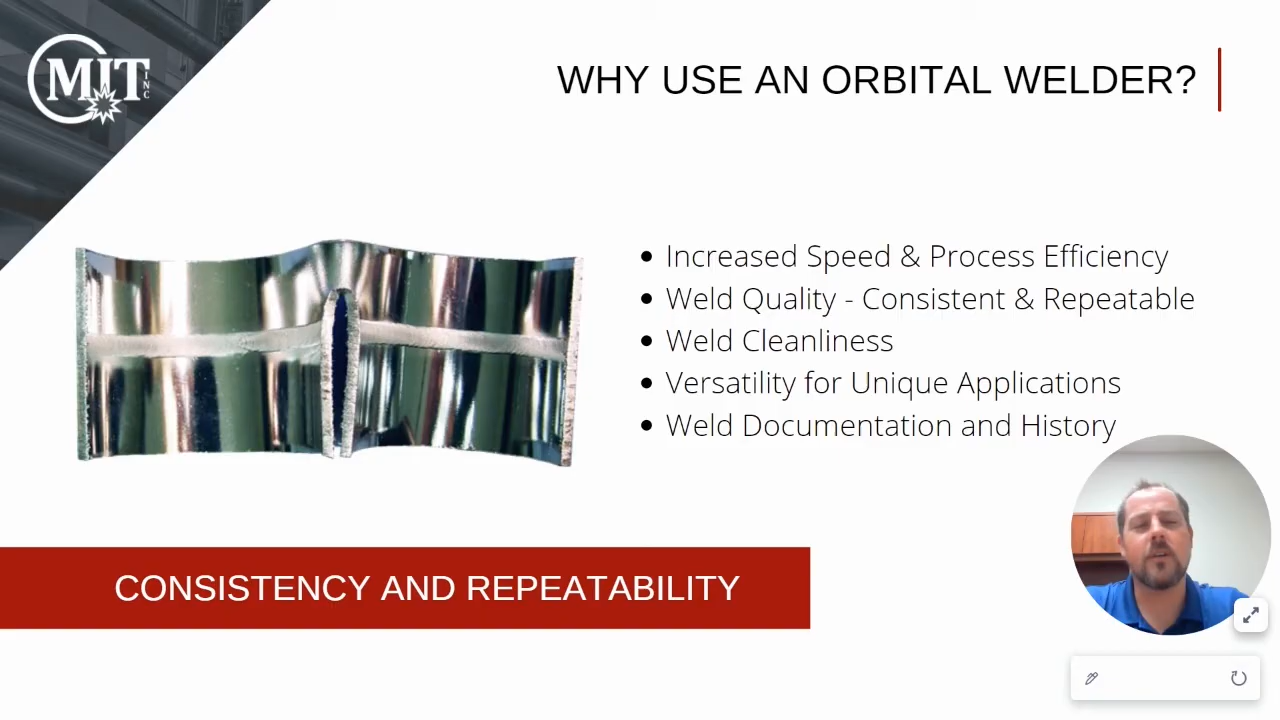 MIT
INC
WHY USE AN ORBITAL WELDER?
• Increased Speed & Process Efficiency
• Weld Quality - Consistent & Repeatable
• Weld Cleanliness
• Versatility for Unique Applications
• Weld Documentation and History
CONSISTENCY AND REPEATABILITY